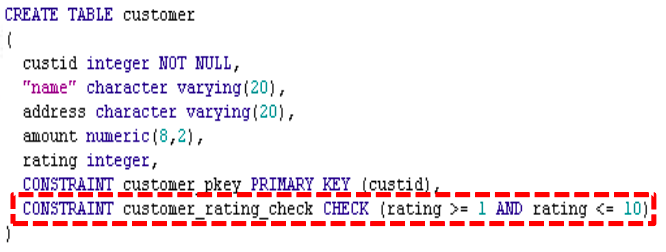 CREATE TABLE customer
(
custid integer NOT NULL,
"name" character varying(20),
address character varying(20),
amount numeric(8,2),
rating integer,
CONSTRAINT customer_pkey PRIMARY KEY (custid),
CONSTRAINT customer_rating_check CHECK (rating >= 1 AND rating <= 10)
)